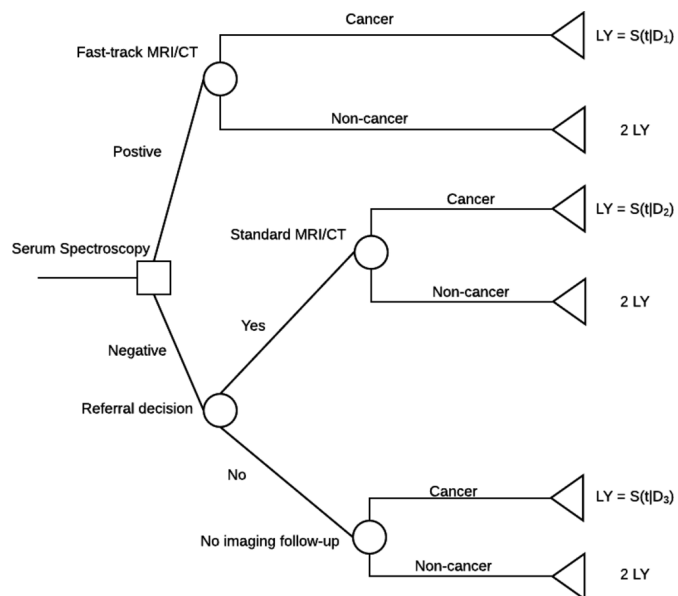 Cancer
LY = S(t|D₁)
Fast-track MRI/CT
Non-cancer
2 LY
Postive
Cancer
LY = S(t|D₂)
Standard MRI/CT
Serum Spectroscopy
Non-cancer
2 LY
Yes
Negative
Referral decision
No
Cancer
LY = S(t|D₃)
No imaging follow-up
Non-cancer
2 LY